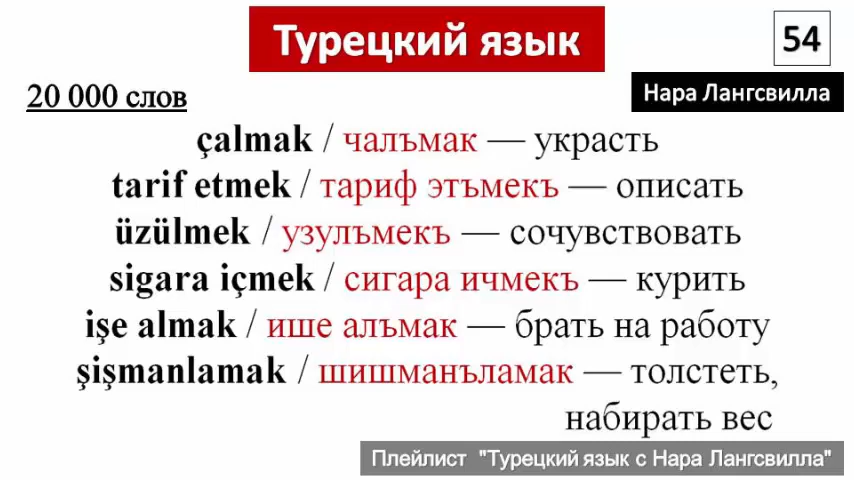 Турецкий язык
54
20 000 слов
Нара Лангсвилла
çalmak / чалъмак — украсть
tarif etmek / тариф этъмекъ — описать
üzülmek / узулъмекъ — сочувствовать
sigara içmek / сигара ичмекъ — курить
işe almak / ише алъмак — брать на работу
şişmanlamak / шишманъламак — толстеть,
набирать вес
Плейлист "Турецкий язык с Нара Лангсвилла"